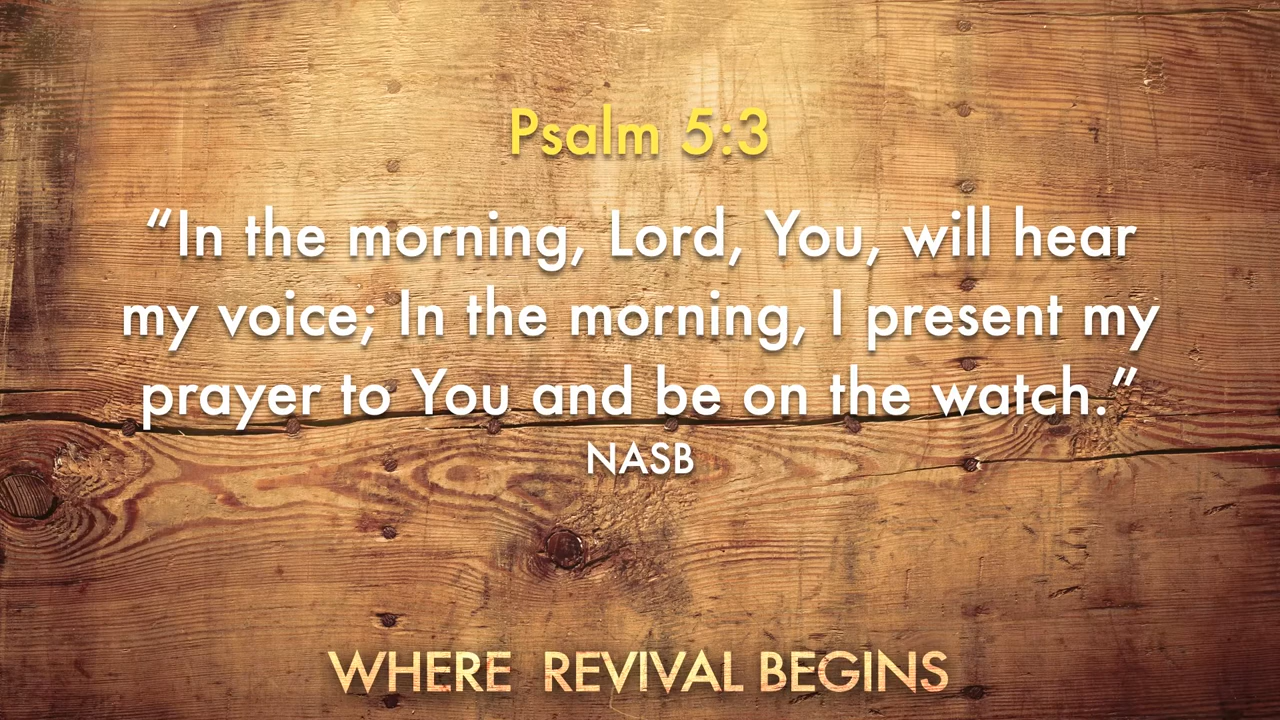 Psalm 5:3
“In the morning, Lord, You, will hear
my voice; In the morning, I present my
prayer to You and be on the watch.”
NASB
WHERE REVIVAL BEGINS